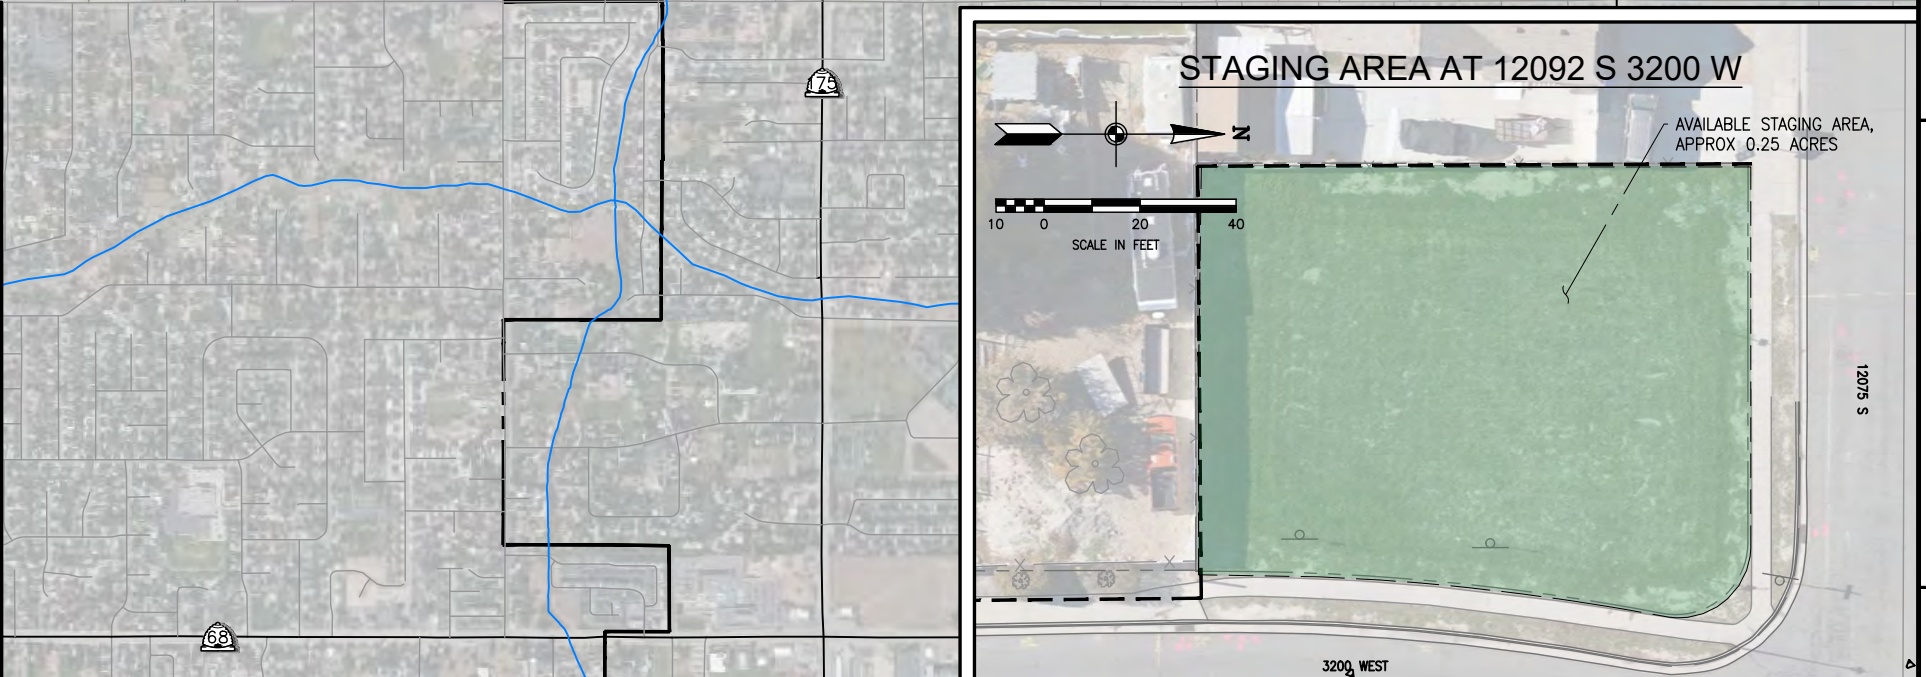 175
68
STAGING AREA AT 12092 S 3200 W
N
AVAILABLE STAGING AREA,
APPROX 0.25 ACRES
10 0 20 40
SCALE IN FEET
12075 S
3200 WEST